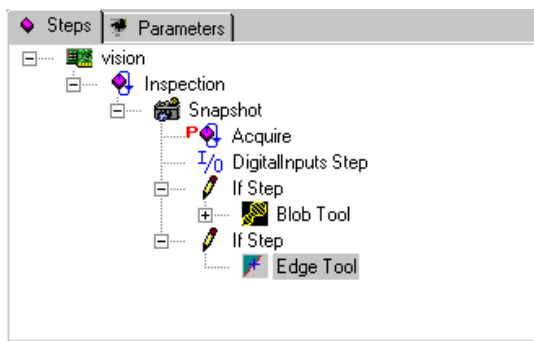 Steps Parameters
vision
Inspection
Snapshot
P Acquire
I/O DigitalInputs Step
If Step
Blob Tool
If Step
Edge Tool